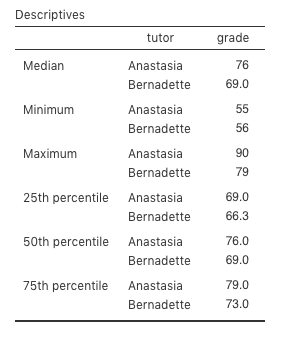 Descriptives
tutor grade
Median Anastasia 76
Bernadette 69.0
Minimum Anastasia 55
Bernadette 56
Maximum Anastasia 90
Bernadette 79
25th percentile Anastasia 69.0
Bernadette 66.3
50th percentile Anastasia 76.0
Bernadette 69.0
75th percentile Anastasia 79.0
Bernadette 73.0